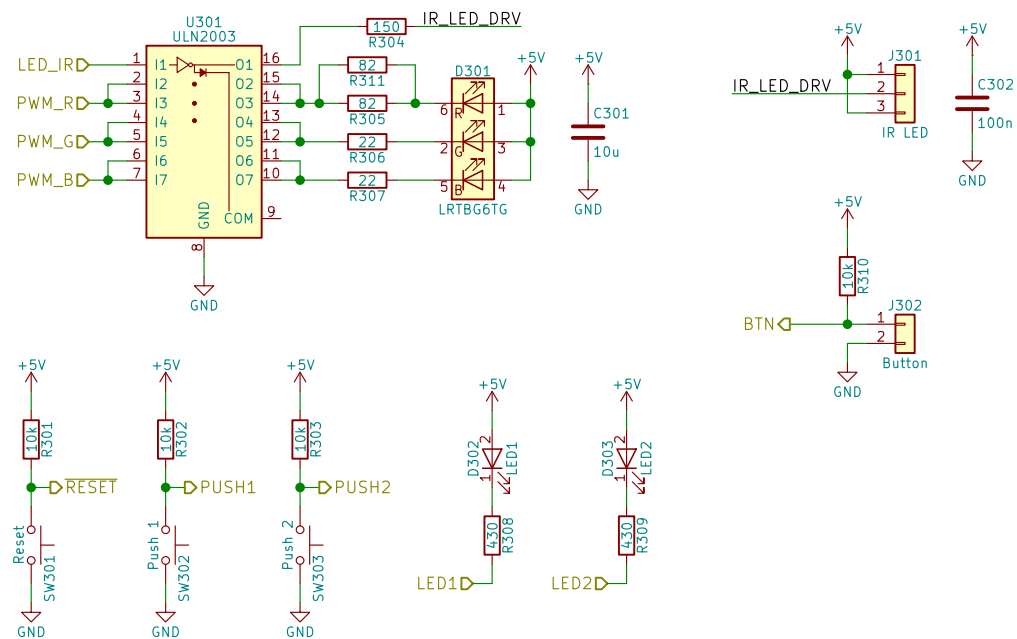 U301
ULN2003
LED_IR
PWM_R
PWM_G
PWM_B
1
2
3
4
5
6
7
I1
I2
I3
I4
I5
I6
I7
O1
O2
O3
O4
O5
O6
O7
16
15
14
13
12
11
10
GND
COM
9
8
GND
150
R304
IR_LED_DRV
82
R311
82
R305
22
R306
22
R307
D301
6
R
1
2
G
3
5
B
4
LRTBG6TG
+5V
+5V
C301
10u
GND
+5V
J301
IR_LED_DRV
1
2
3
IR LED
+5V
C302
100n
GND
+5V
10k
R310
BTN
J302
1
2
Button
GND
+5V
10k
R301
RESET
Reset
SW301
GND
+5V
10k
R302
PUSH1
Push 1
SW302
GND
+5V
10k
R303
PUSH2
Push 2
SW303
GND
+5V
D302
2
1
LED1
430
R308
LED1
+5V
D303
2
1
LED2
430
R309
LED2